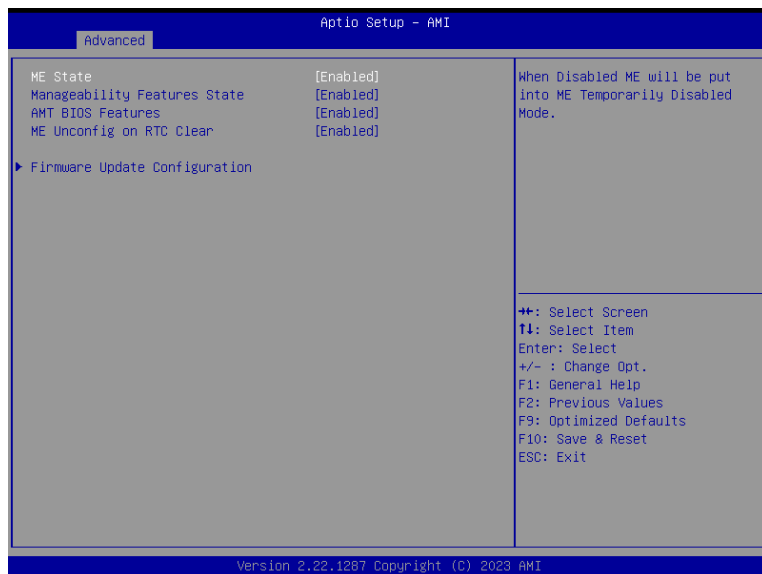 Aptio Setup – AMI
Advanced
ME State [Enabled]
Manageability Features State [Enabled]
AMT BIOS Features [Enabled]
ME Unconfig on RTC Clear [Enabled]
▶ Firmware Update Configuration
When Disabled ME will be put
into ME Temporarily Disabled
Mode.
→←: Select Screen
↑↓: Select Item
Enter: Select
+/– : Change Opt.
F1: General Help
F2: Previous Values
F9: Optimized Defaults
F10: Save & Reset
ESC: Exit
Version 2.22.1287 Copyright (C) 2023 AMI